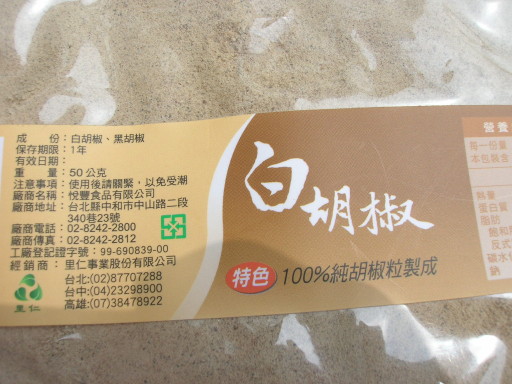 成　　份：白胡椒、黑胡椒
保存期限：1年
有效日期：
重　　量：50公克
注意事項：使用後請關緊，以免受潮
廠商名稱：悅豐食品有限公司
廠商地址：台北縣中和市中山路二段
340巷23號
廠商電話：02-8242-2800
廠商傳真：02-8242-2812
工廠登記證字號：99-690839-00
經銷商：里仁事業股份有限公司
台北:(02)87707288
台中:(04)23298900
高雄:(07)38478922
里仁
白胡椒
特色 100%純胡椒粒製成
營養
每一份量
本包裝含
熱量
蛋白質
脂肪
飽和
反式
碳水
鈉